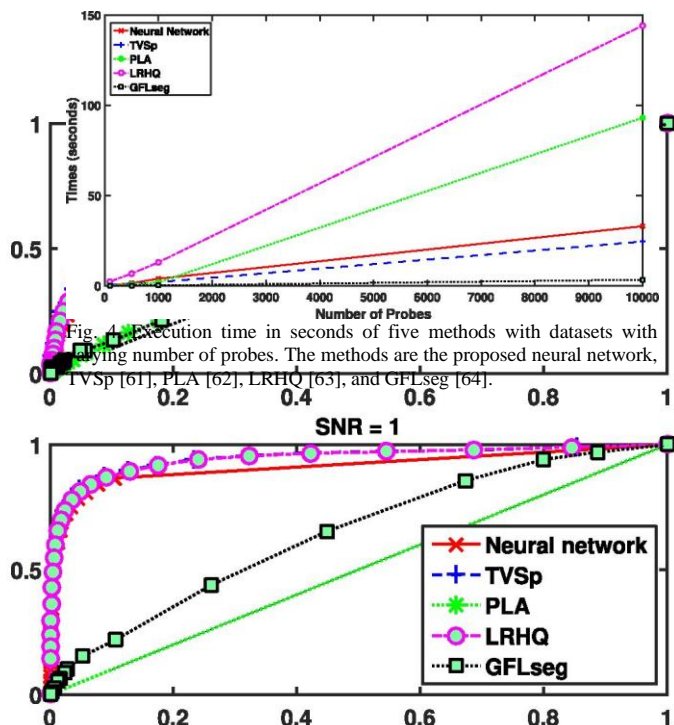 150
100
50
0
Times (seconds)
Neural Network
TVSp
PLA
LRHQ
GFLseg
0 1000 2000 3000 4000 5000 6000 7000 8000 9000 10000
Number of Probes
1
0.5
0
Fig. 4. Execution time in seconds of five methods with datasets with
varying number of probes. The methods are the proposed neural network,
TVSp [61], PLA [62], LRHQ [63], and GFLseg [64].
0 0.2 0.4 0.6 0.8 1
SNR = 1
1
0.5
0
Neural network
TVSp
PLA
LRHQ
GFLseg
0 0.2 0.4 0.6 0.8 1